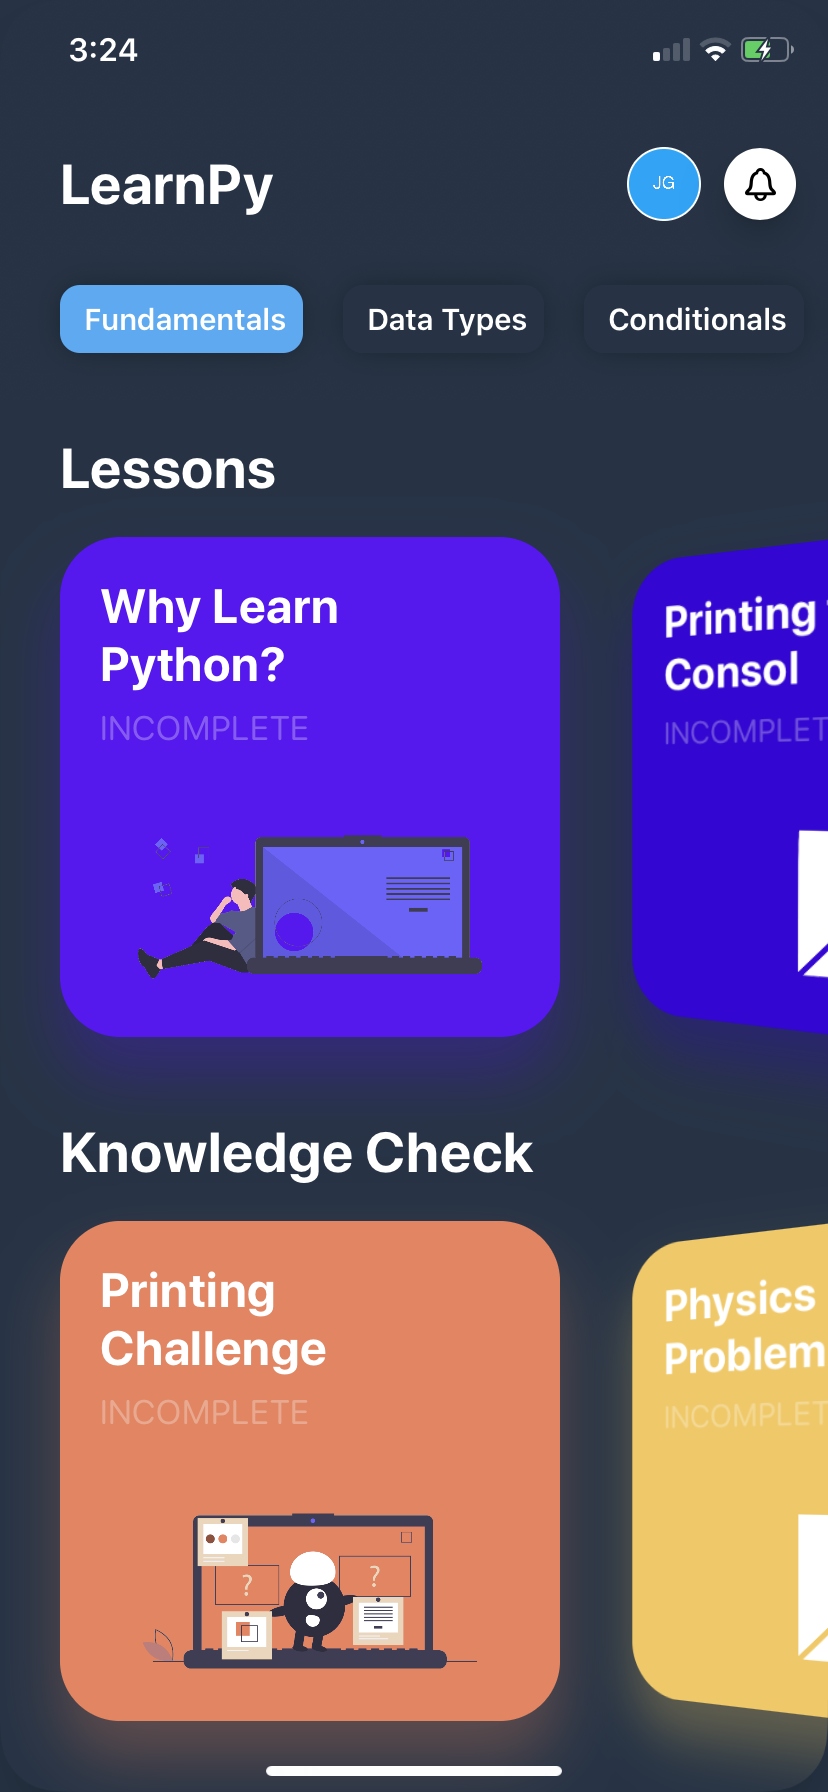 3:24
LearnPy
JG
Fundamentals
Data Types
Conditionals
Lessons
Why Learn
Python?
INCOMPLETE
Printing
Consol
INCOMPLET
Knowledge Check
Printing
Challenge
INCOMPLETE
Physics
Problem
INCOMPLET
?
?